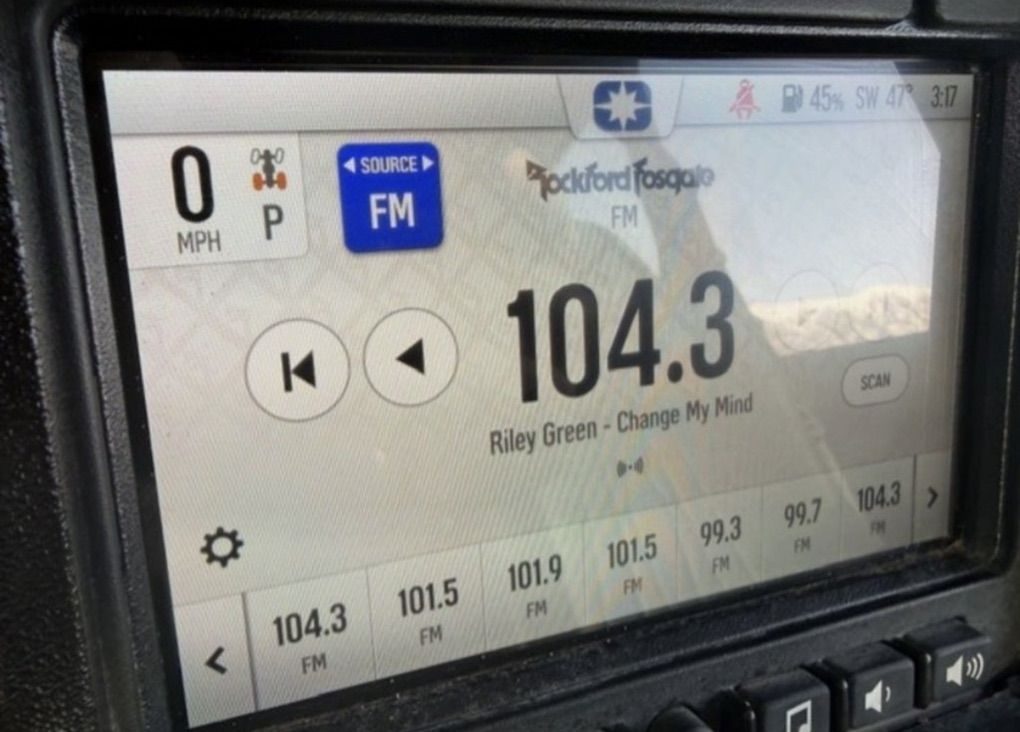 45% SW 47° 3:17
0
MPH
P
◀ SOURCE ▶
FM
Rockford Fosgate
FM
104.3
Riley Green - Change My Mind
SCAN
104.3 101.5 101.9 101.5 99.3 99.7 104.3
FM FM FM FM FM FM FM